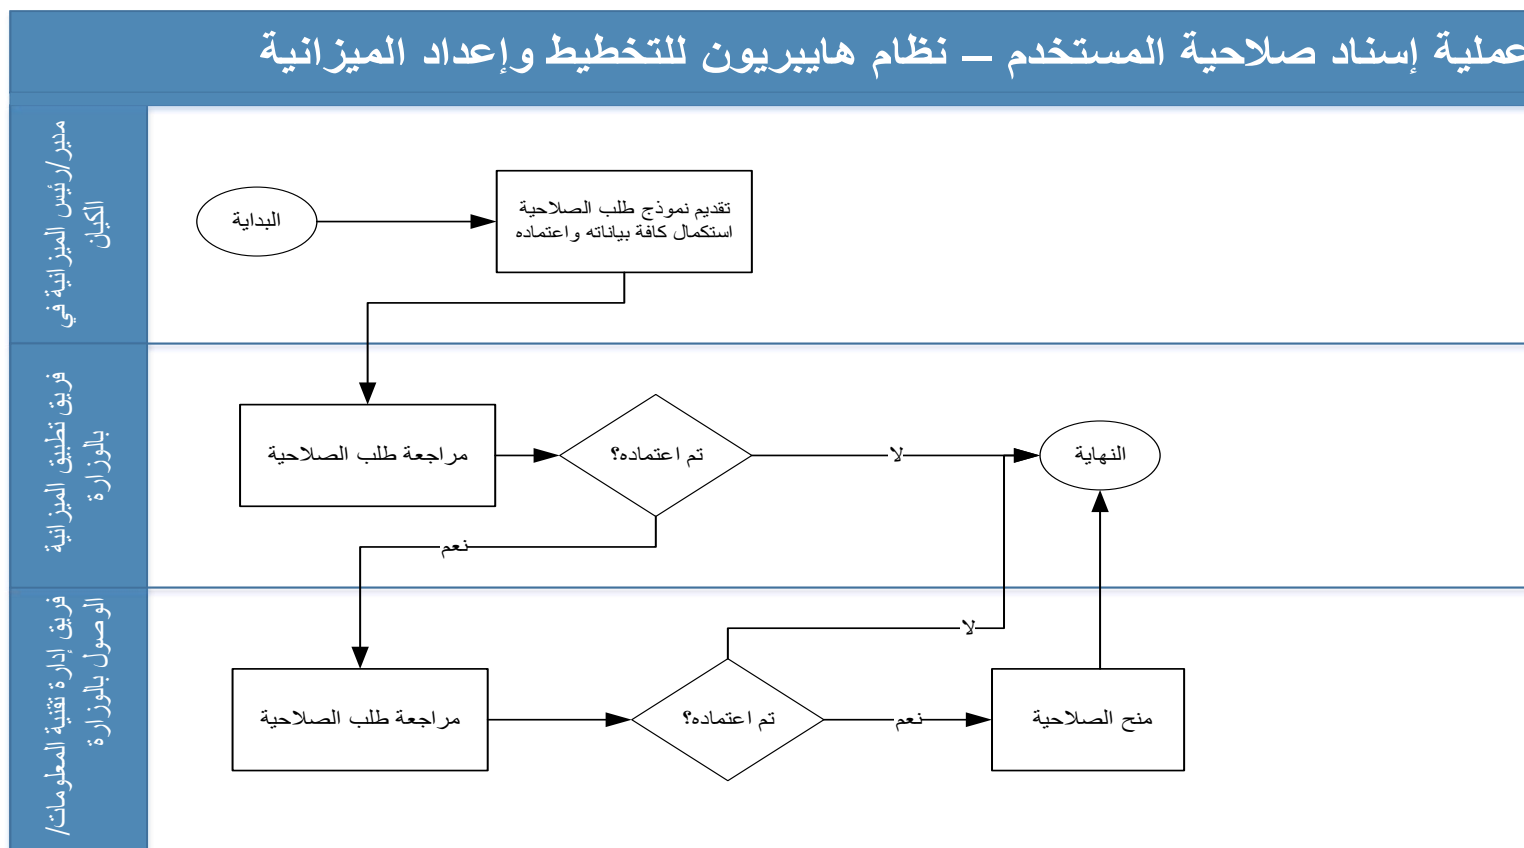 عملية إسناد صلاحية المستخدم – نظام هايبريون للتخطيط وإعداد الميزانية
مدير/رئيس الميزانية في
الكيان
البداية
تقديم نموذج طلب الصلاحية
استكمال كافة بياناته واعتماده
فريق تطبيق الميزانية
بالوزارة
مراجعة طلب الصلاحية
تم اعتماده؟
لا
النهاية
نعم
فريق إدارة تقنية المعلومات/
الوصول بالوزارة
مراجعة طلب الصلاحية
تم اعتماده؟
لا
نعم
منح الصلاحية